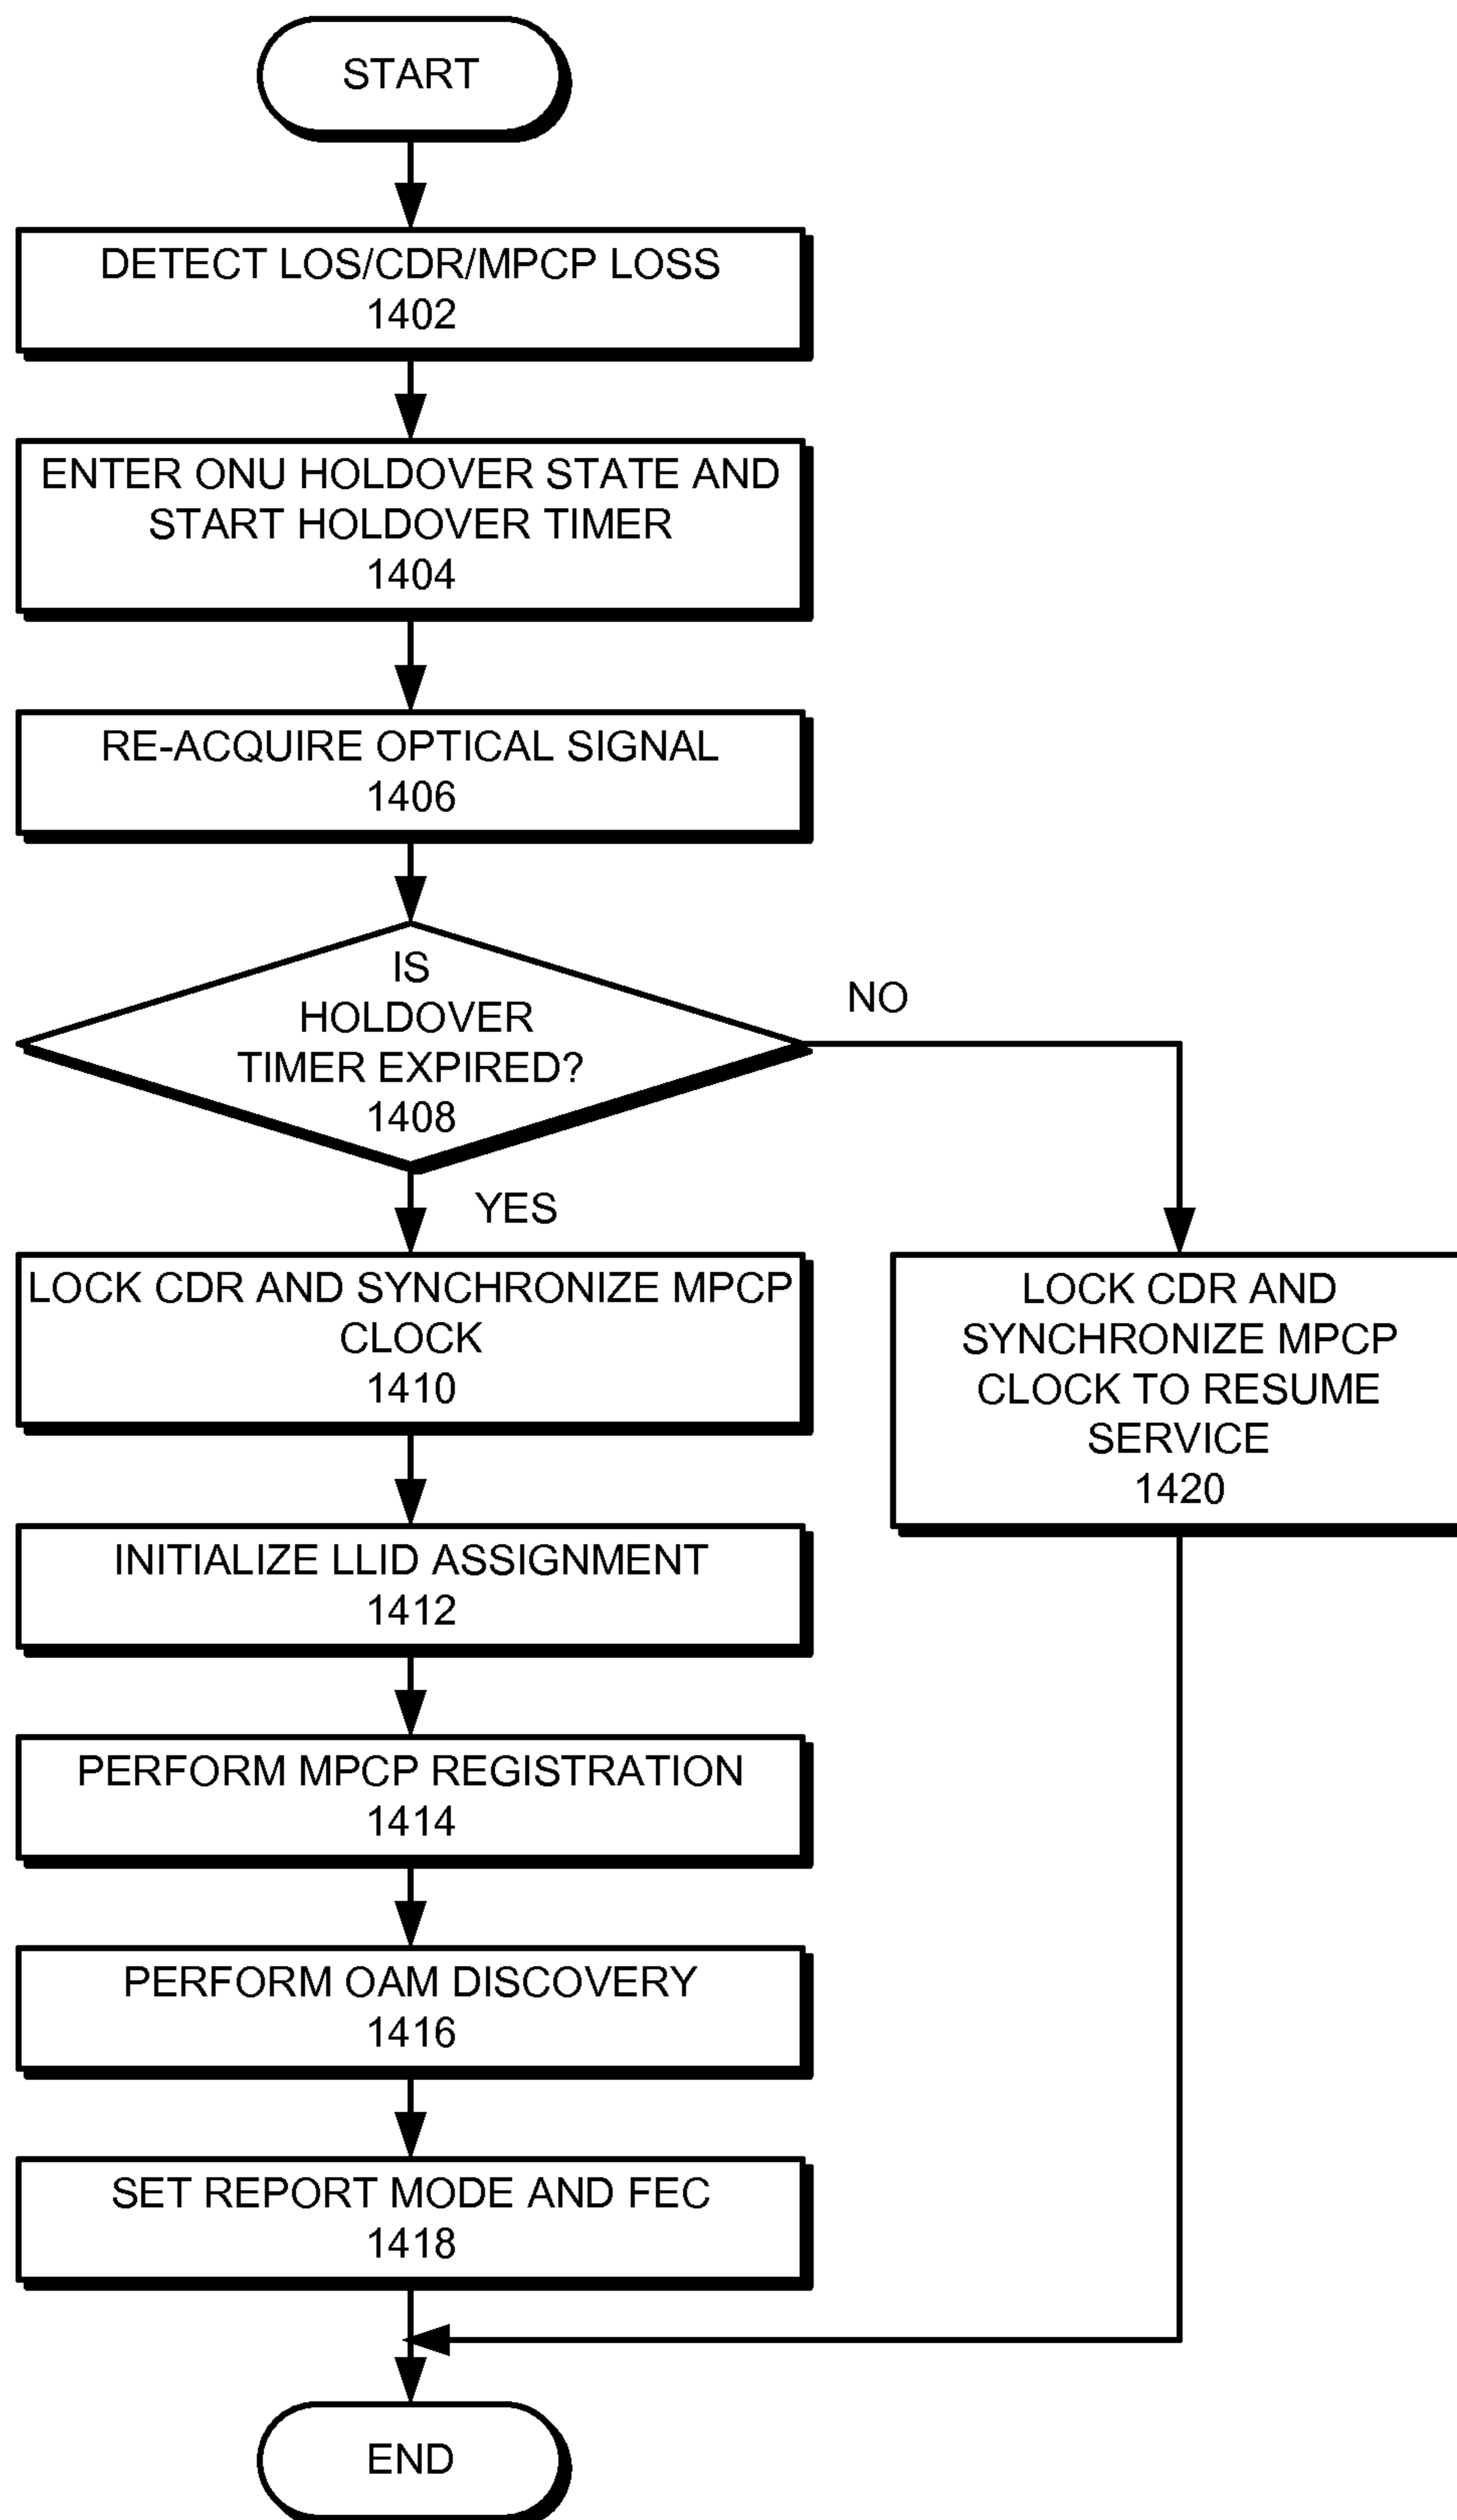 START
DETECT LOS/CDR/MPCP LOSS
1402
ENTER ONU HOLDOVER STATE AND
START HOLDOVER TIMER
1404
RE-ACQUIRE OPTICAL SIGNAL
1406
IS
HOLDOVER
TIMER EXPIRED?
1408
NO
YES
LOCK CDR AND SYNCHRONIZE MPCP
CLOCK
1410
LOCK CDR AND
SYNCHRONIZE MPCP
CLOCK TO RESUME
SERVICE
1420
INITIALIZE LLID ASSIGNMENT
1412
PERFORM MPCP REGISTRATION
1414
PERFORM OAM DISCOVERY
1416
SET REPORT MODE AND FEC
1418
END